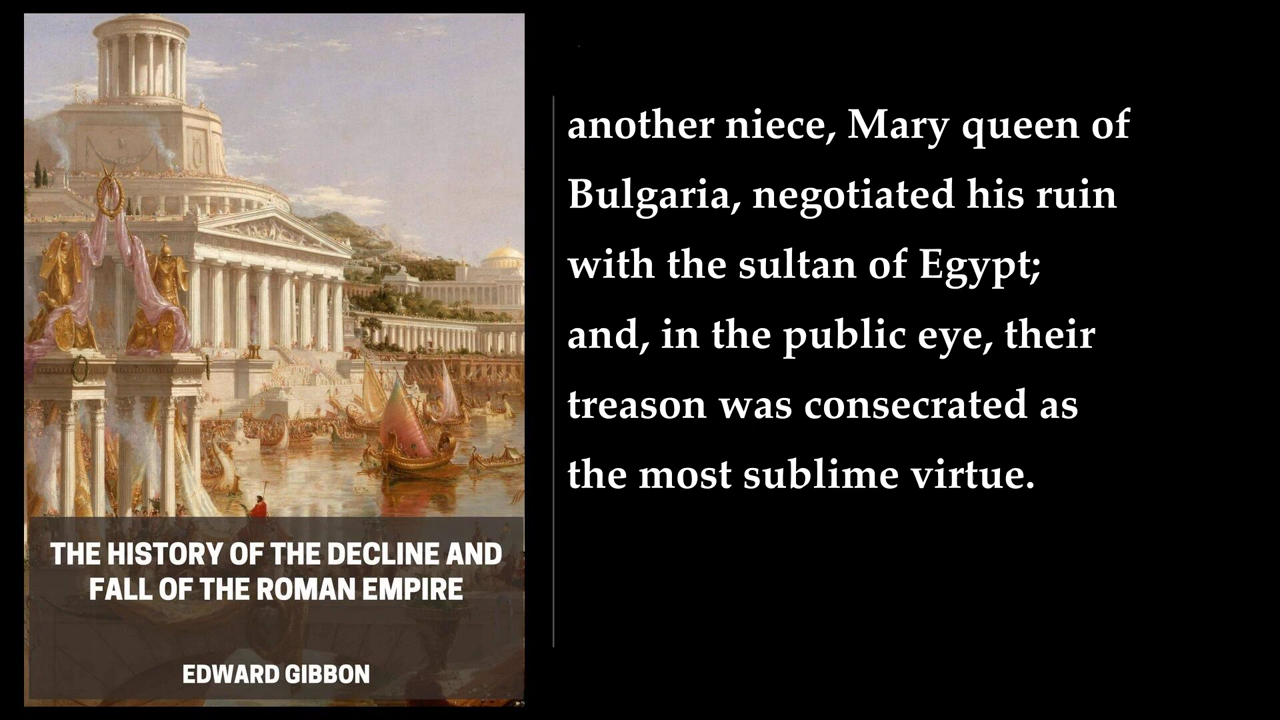 THE HISTORY OF THE DECLINE AND
FALL OF THE ROMAN EMPIRE
EDWARD GIBBON
another niece, Mary queen of
Bulgaria, negotiated his ruin
with the sultan of Egypt;
and, in the public eye, their
treason was consecrated as
the most sublime virtue.